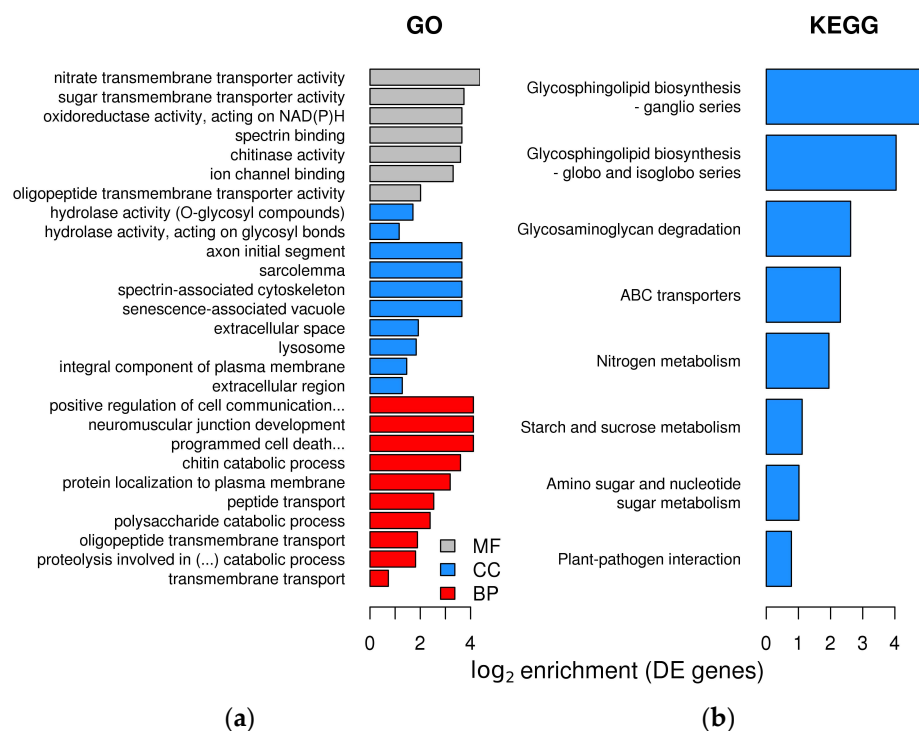 GO
nitrate transmembrane transporter activity
sugar transmembrane transporter activity
oxidoreductase activity, acting on NAD(P)H
spectrin binding
chitinase activity
ion channel binding
oligopeptide transmembrane transporter activity
hydrolase activity (O-glycosyl compounds)
hydrolase activity, acting on glycosyl bonds
axon initial segment
sarcolemma
spectrin-associated cytoskeleton
senescence-associated vacuole
extracellular space
lysosome
integral component of plasma membrane
extracellular region
positive regulation of cell communication...
neuromuscular junction development
programmed cell death...
chitin catabolic process
protein localization to plasma membrane
peptide transport
polysaccharide catabolic process
oligopeptide transmembrane transport
proteolysis involved in (...) catabolic process
transmembrane transport
MF
CC
BP
0 2 4
KEGG
Glycosphingolipid biosynthesis
- ganglio series
Glycosphingolipid biosynthesis
- globo and isoglobo series
Glycosaminoglycan degradation
ABC transporters
Nitrogen metabolism
Starch and sucrose metabolism
Amino sugar and nucleotide
sugar metabolism
Plant-pathogen interaction
0 1 2 3 4
log₂ enrichment (DE genes)
(a)
(b)